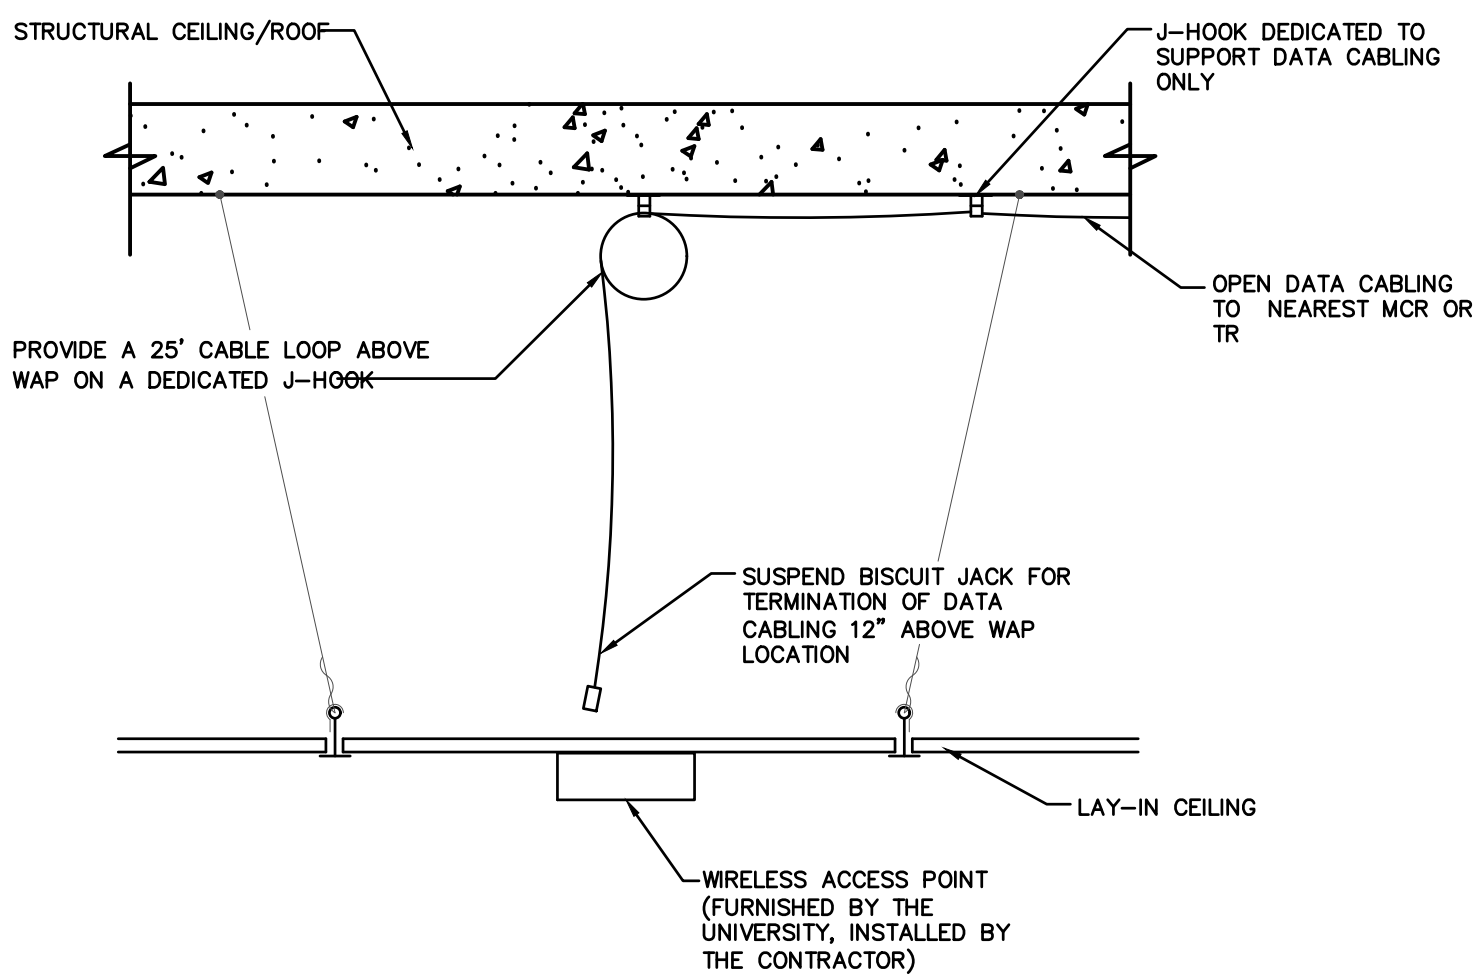 STRUCTURAL CEILING/ROOF
J-HOOK DEDICATED TO
SUPPORT DATA CABLING
ONLY
OPEN DATA CABLING
TO NEAREST MCR OR
TR
PROVIDE A 25' CABLE LOOP ABOVE
WAP ON A DEDICATED J-HOOK
SUSPEND BISCUIT JACK FOR
TERMINATION OF DATA
CABLING 12" ABOVE WAP
LOCATION
LAY-IN CEILING
WIRELESS ACCESS POINT
(FURNISHED BY THE
UNIVERSITY, INSTALLED BY
THE CONTRACTOR)